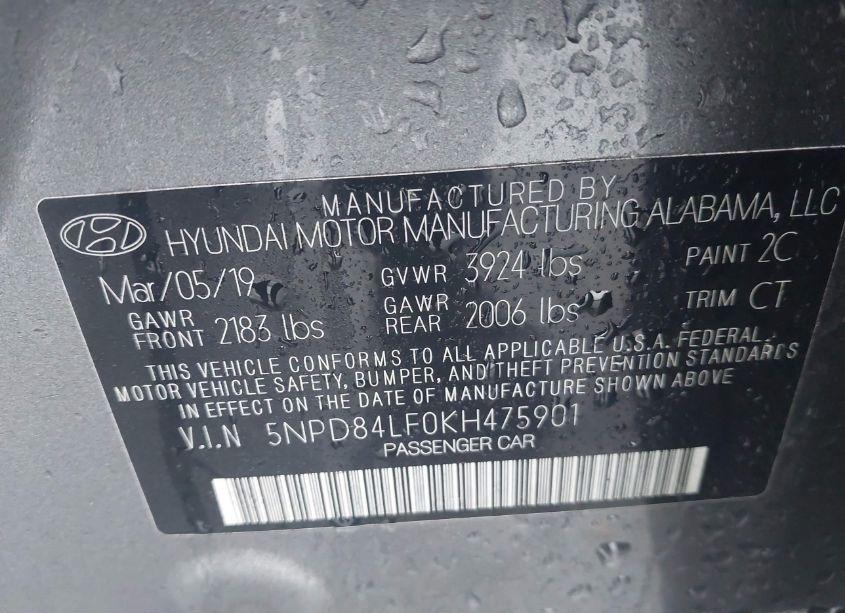 MANUFACTURED BY
HYUNDAI MOTOR MANUFACTURING ALABAMA, LLC
Mar/05/19 GVWR 3924 lbs PAINT 2C
GAWR FRONT 2183 lbs GAWR REAR 2006 lbs TRIM CT
THIS VEHICLE CONFORMS TO ALL APPLICABLE U.S.A. FEDERAL
MOTOR VEHICLE SAFETY, BUMPER, AND/THEFT PREVENTION STANDARDS
IN EFFECT ON THE DATE OF MANUFACTURE SHOWN ABOVE
V.I.N 5NPD84LF0KH475901
PASSENGER CAR